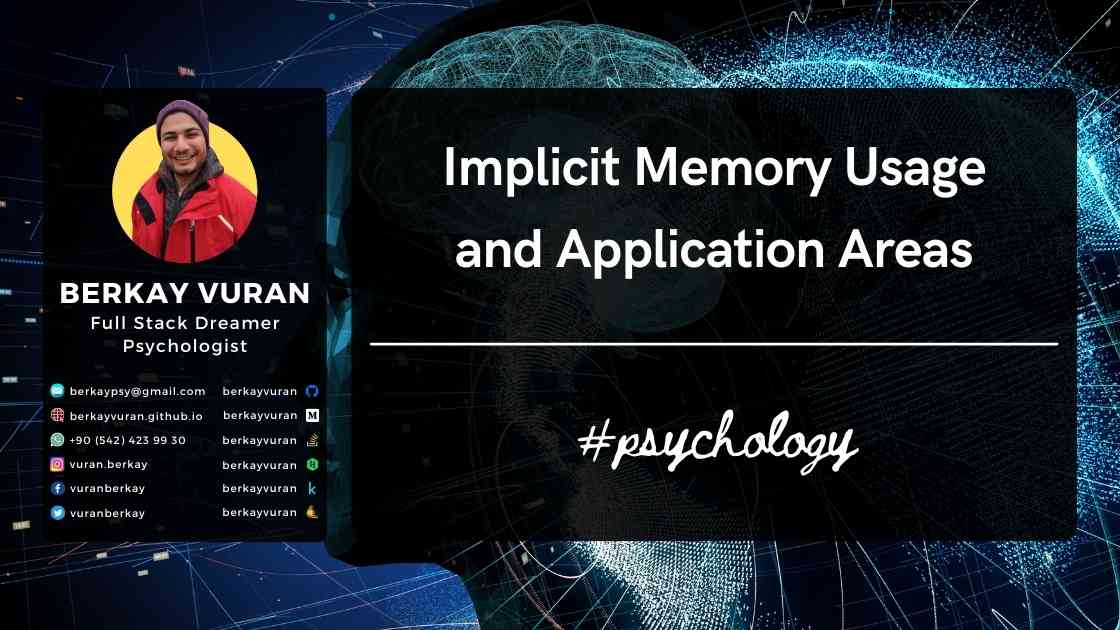 BERKAY VURAN
Full Stack Dreamer
Psychologist
berkaypsy@gmail.com
berkayvuran
berkayvuran.github.io
berkayvuran
M
+90 (542) 423 99 30
berkayvuran
vuran.berkay
berkayvuran
vuranberkay
berkayvuran
k
vuranberkay
berkayvuran
Implicit Memory Usage
and Application Areas
#psychology